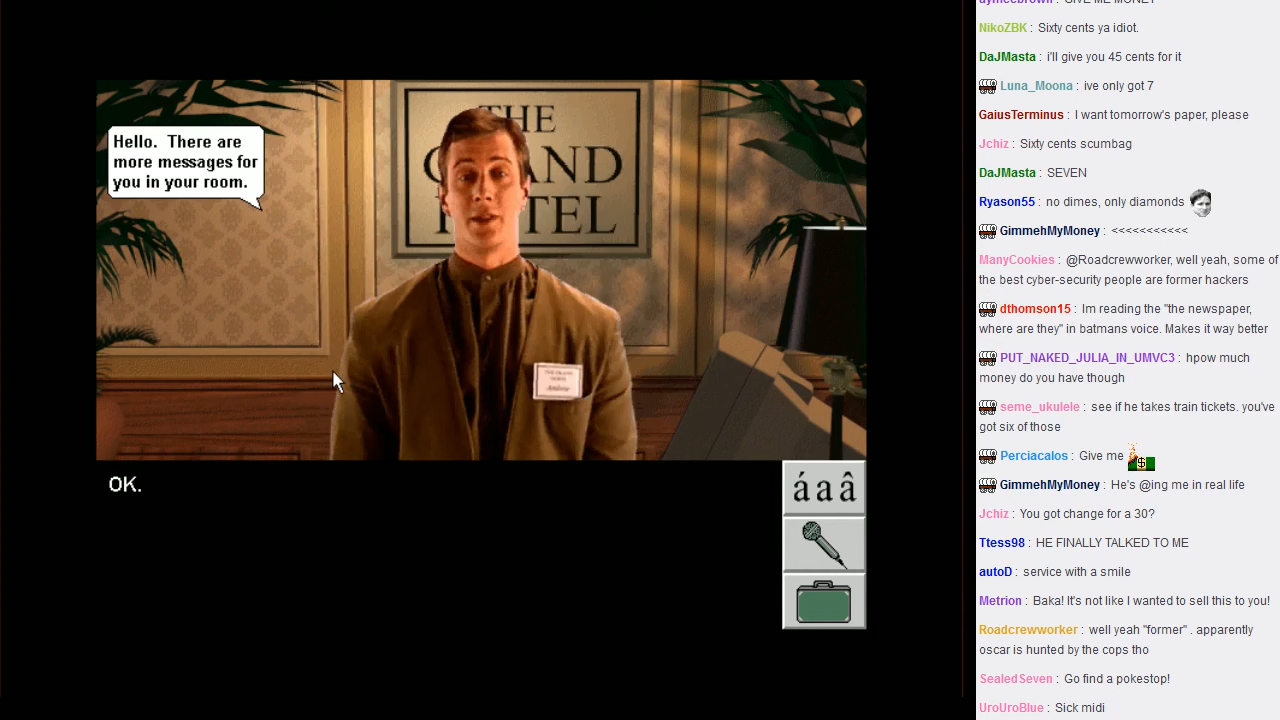 Hello. There are
more messages for
you in your room.
THE
HOTEL
OK.
á a â
aymeebrown : GIVE ME MONEY
NikoZBK : Sixty cents ya idiot.
DaJMasta : i'll give you 45 cents for it
Luna_Moona : ive only got 7
GaiusTerminus : I want tomorrow's paper, please
Jchiz : Sixty cents scumbag
DaJMasta : SEVEN
Ryason55 : no dimes, only diamonds
GimmehMyMoney : <<<<<<<<<<<
ManyCookies : @Roadcrewworker, well yeah, some of
the best cyber-security people are former hackers
dthomson15 : Im reading the "the newspaper,
where are they" in batmans voice. Makes it way better
PUT_NAKED_JULIA_IN_UMVC3 : hpow much
money do you have though
seme_ukulele : see if he takes train tickets. you've
got six of those
Perciacalos : Give me
GimmehMyMoney : He's @ing me in real life
Jchiz : You got change for a 30?
Ttess98 : HE FINALLY TALKED TO ME
autoD : service with a smile
Metrion : Baka! It's not like I wanted to sell this to you!
Roadcrewworker : well yeah "former" . apparently
oscar is hunted by the cops tho
SealedSeven : Go find a pokestop!
UroUroBlue : Sick midi